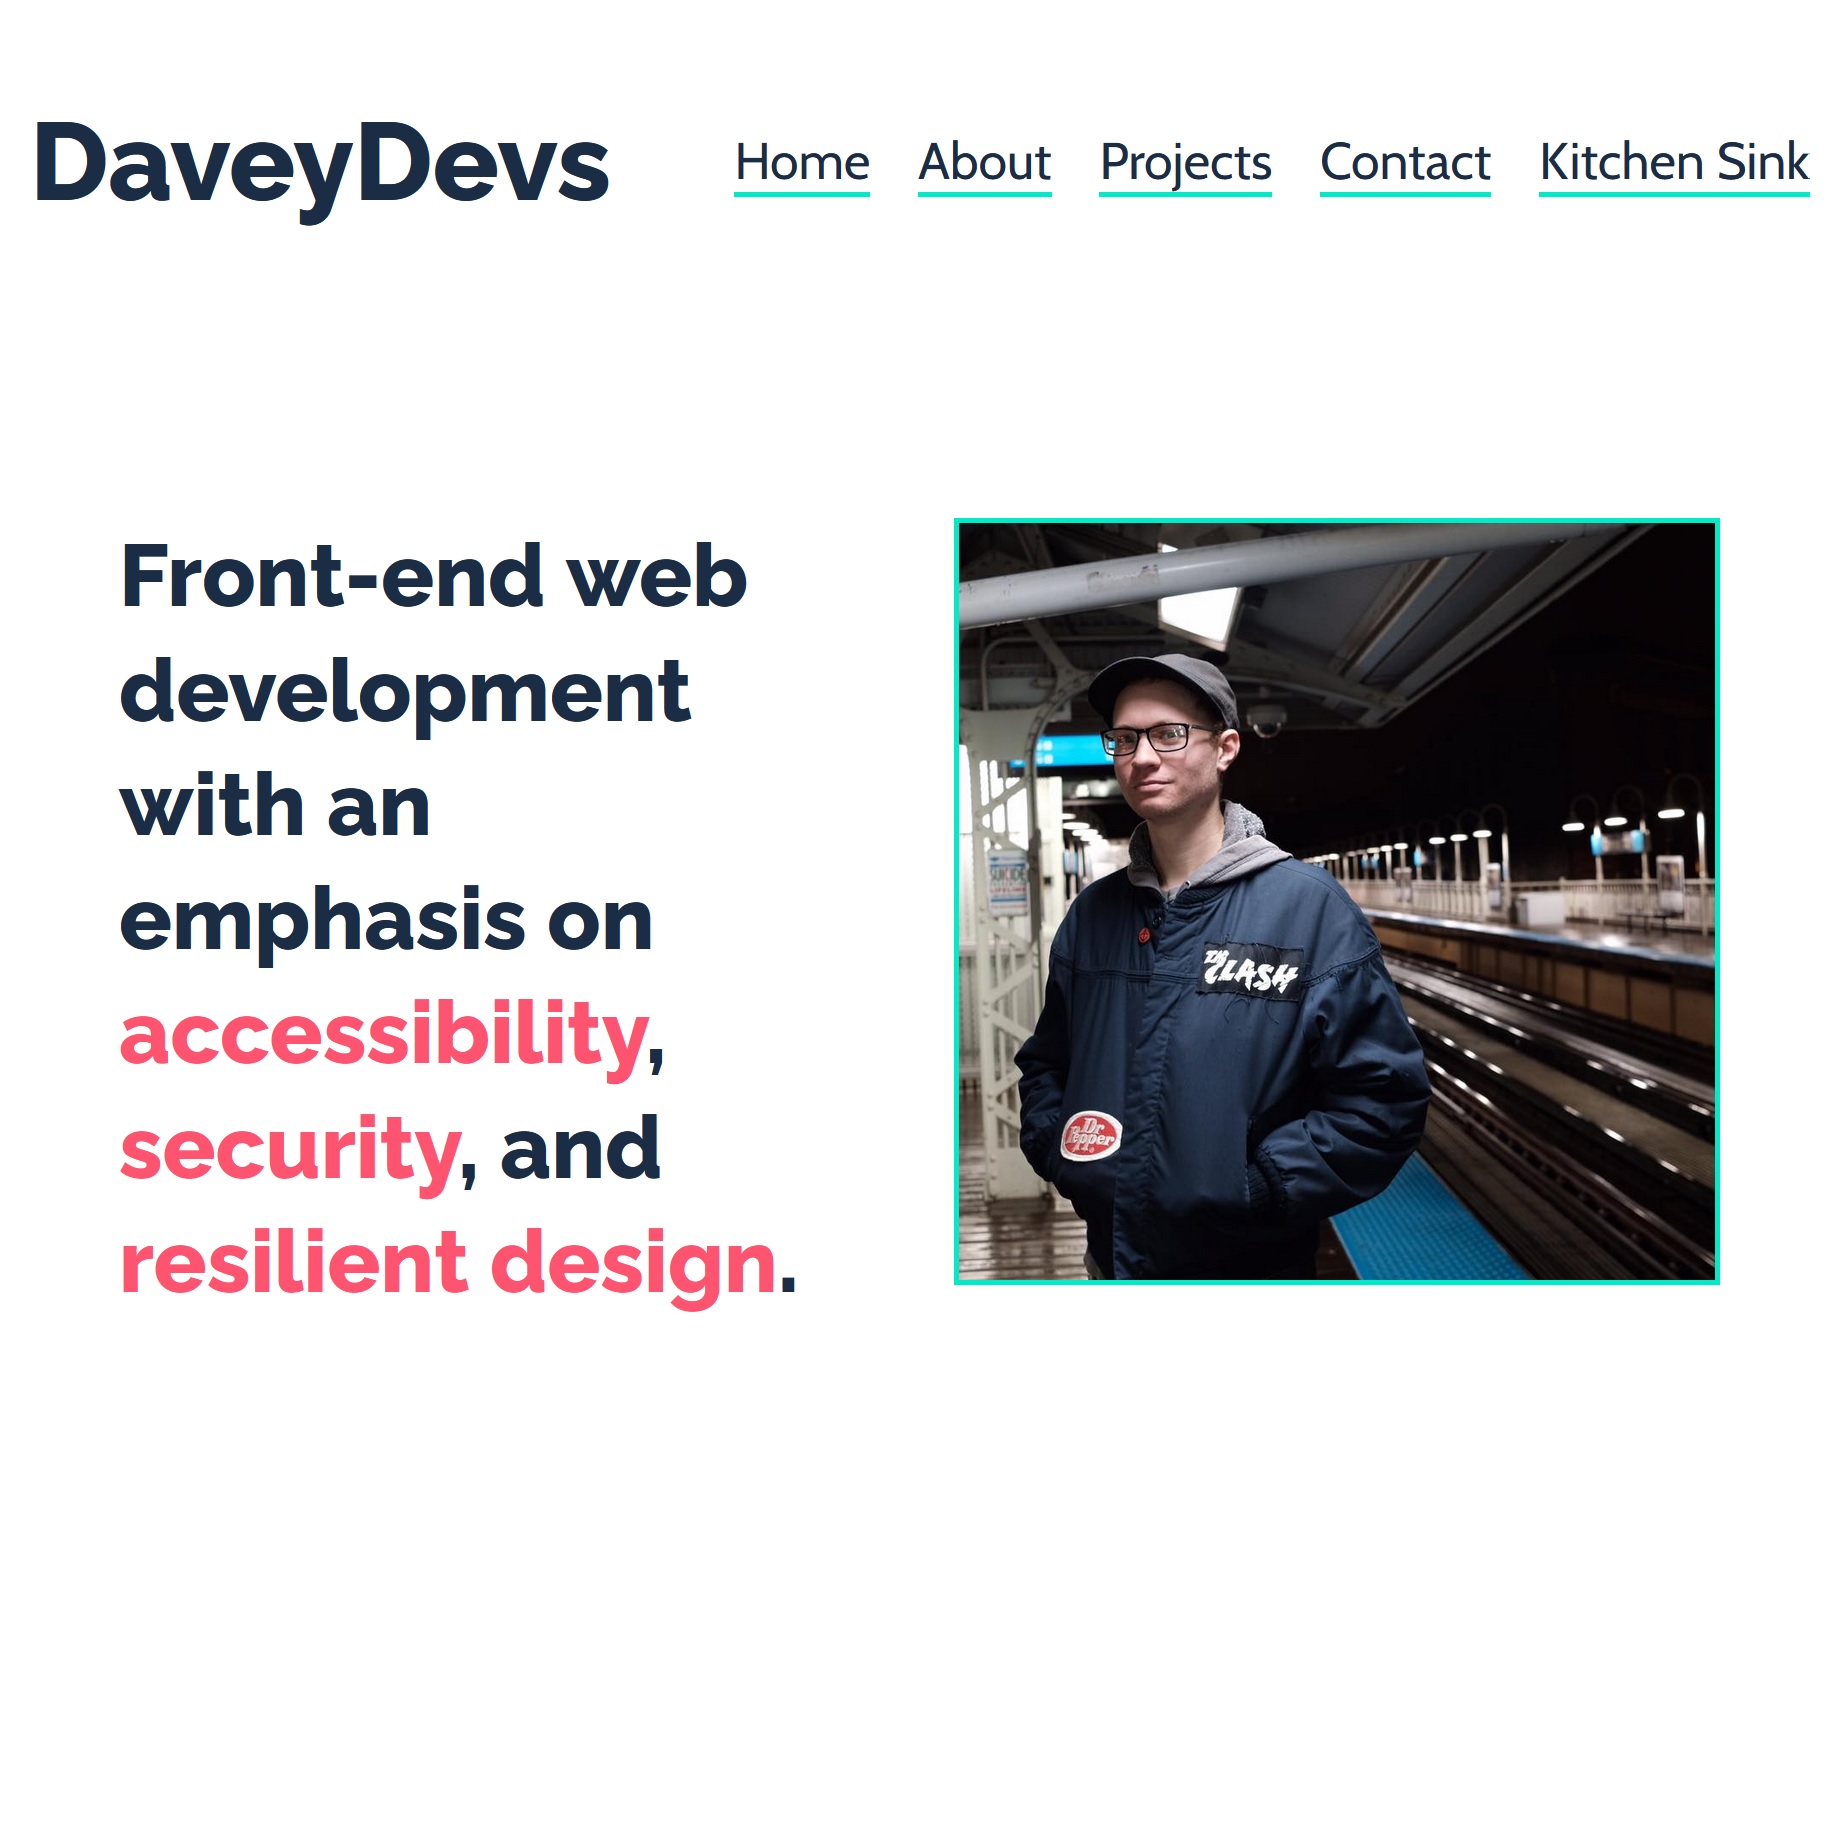 DaveyDevs
Home About Projects Contact Kitchen Sink
Front-end web
development
with an
emphasis on
accessibility,
security, and
resilient design.
THE
CLASH
Dr
Pepper